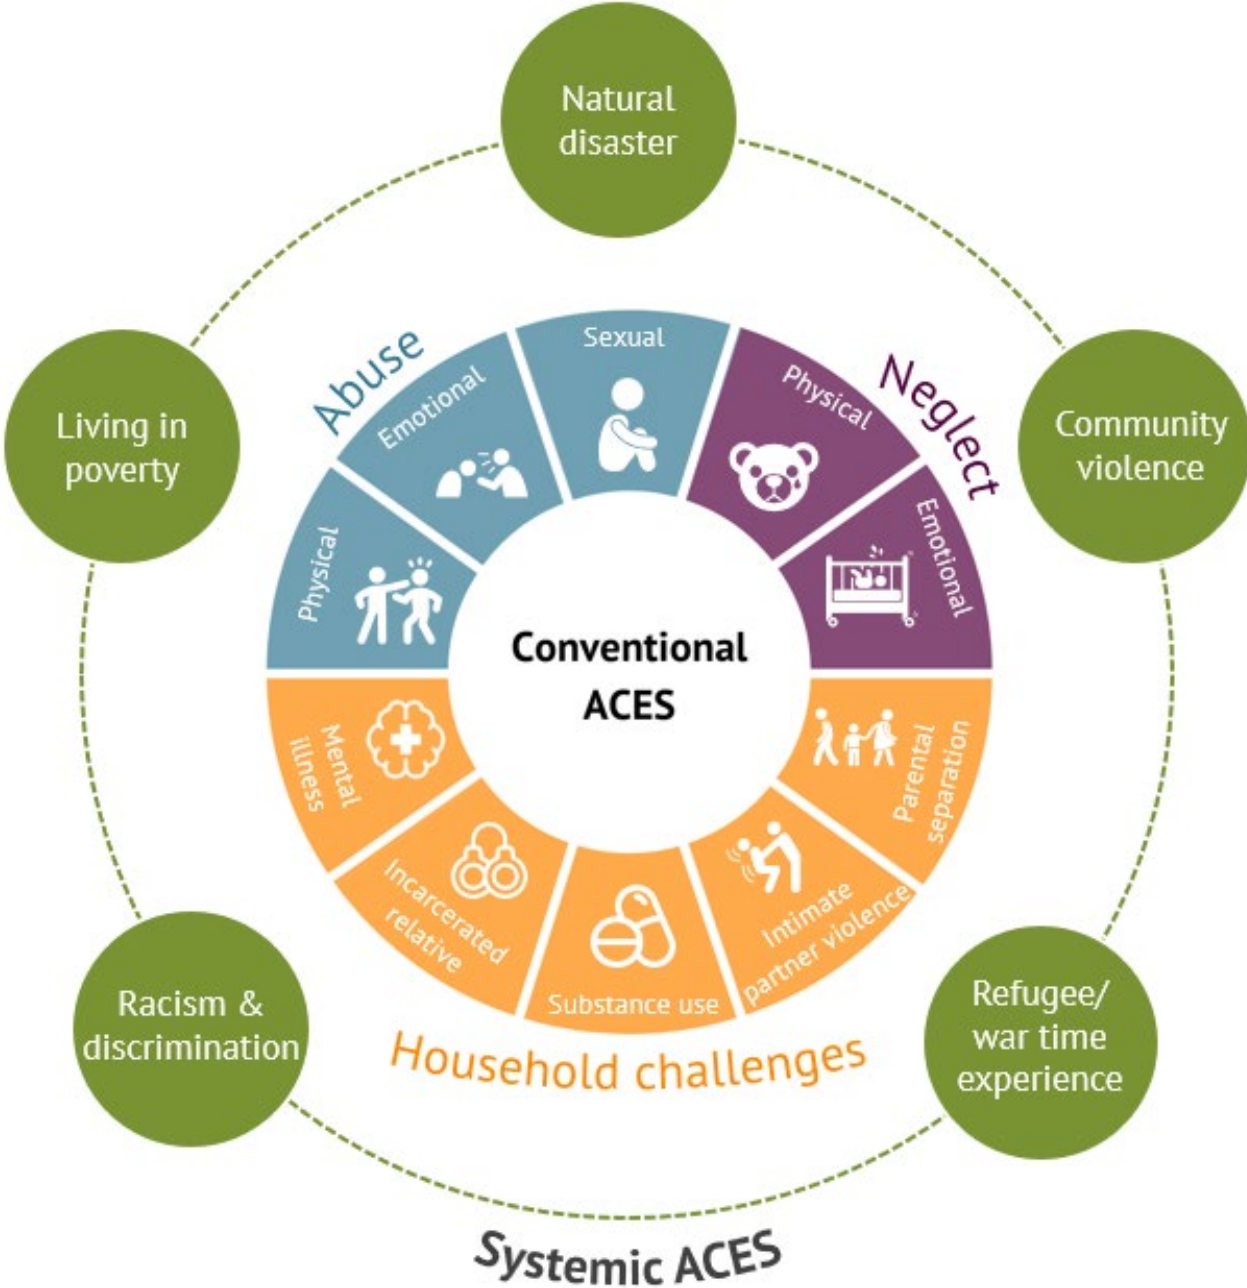 Natural
disaster
Living in
poverty
Community
violence
Abuse
Neglect
Physical
Emotional
Sexual
Physical
Emotional
Conventional
ACES
Mental
illness
Incarcerated
relative
Substance use
Intimate
partner violence
Parental
separation
Household challenges
Racism &
discrimination
Refugee/
war time
experience
Systemic ACES